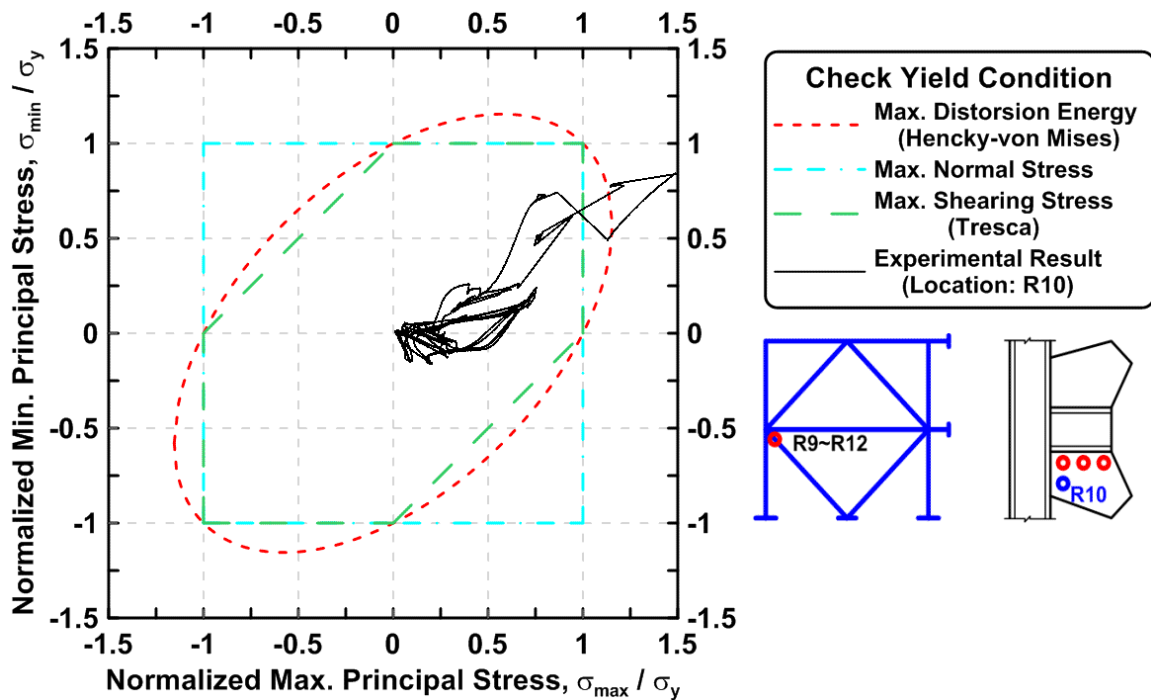 -1.5 -1 -0.5 0 0.5 1 1.5
1.5 1.5
1 1
0.5 0.5
0 0
-0.5 -0.5
-1 -1
-1.5 -1.5
-1.5 -1 -0.5 0 0.5 1 1.5
Normalized Min. Principal Stress, σmin / σy
Normalized Max. Principal Stress, σmax / σy
Check Yield Condition
Max. Distorsion Energy
(Hencky-von Mises)
Max. Normal Stress
Max. Shearing Stress
(Tresca)
Experimental Result
(Location: R10)
R9~R12
R10